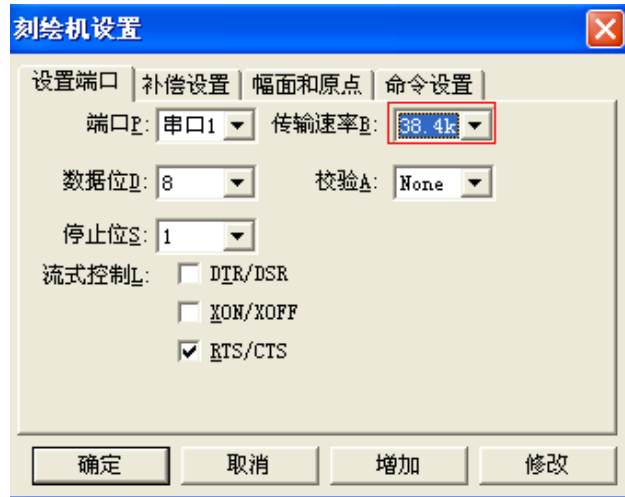 刻绘机设置
设置端口 补偿设置 幅面和原点 命令设置
端口P: 串口1 传输速率B: 38.4k
数据位D: 8 校验A: None
停止位S: 1
流式控制L: DTR/DSR
XON/XOFF
RTS/CTS
确定 取消 增加 修改